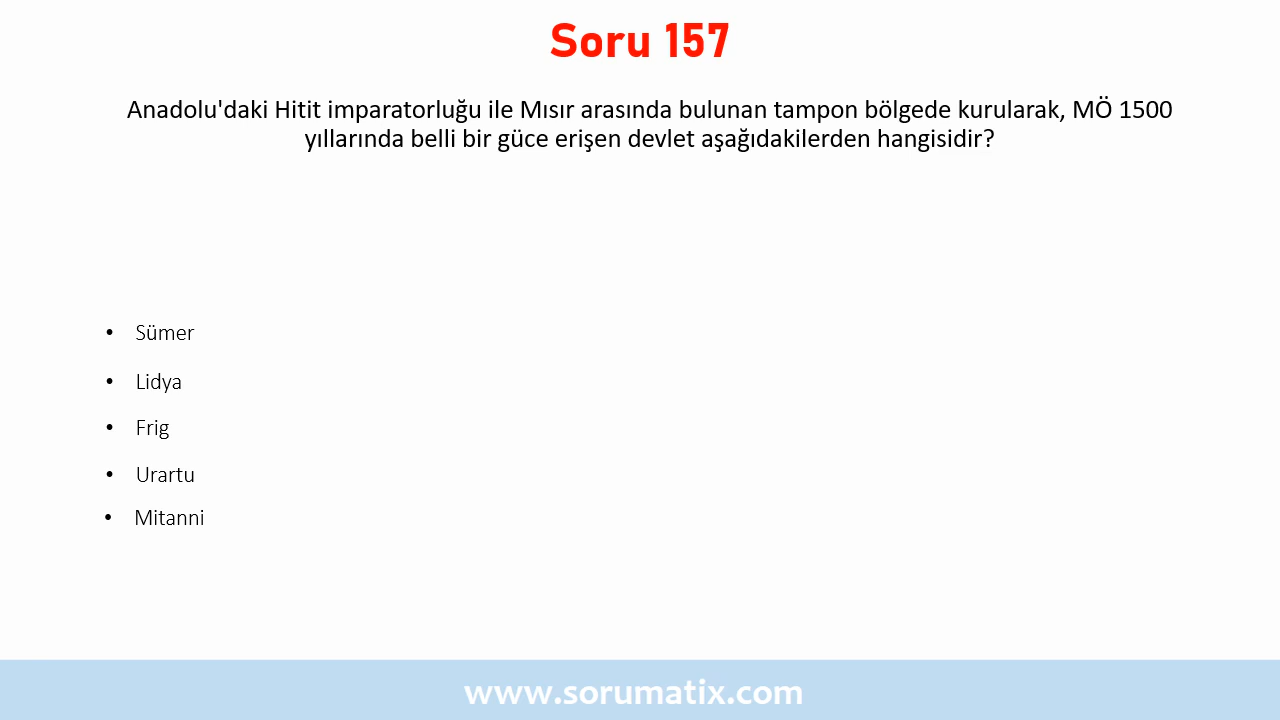 Soru 157
Anadolu'daki Hitit imparatorluğu ile Mısır arasında bulunan tampon bölgede kurularak, MÖ 1500
yıllarında belli bir güce erişen devlet aşağıdakilerden hangisidir?
• Sümer
• Lidya
• Frig
• Urartu
• Mitanni
www.sorumatix.com